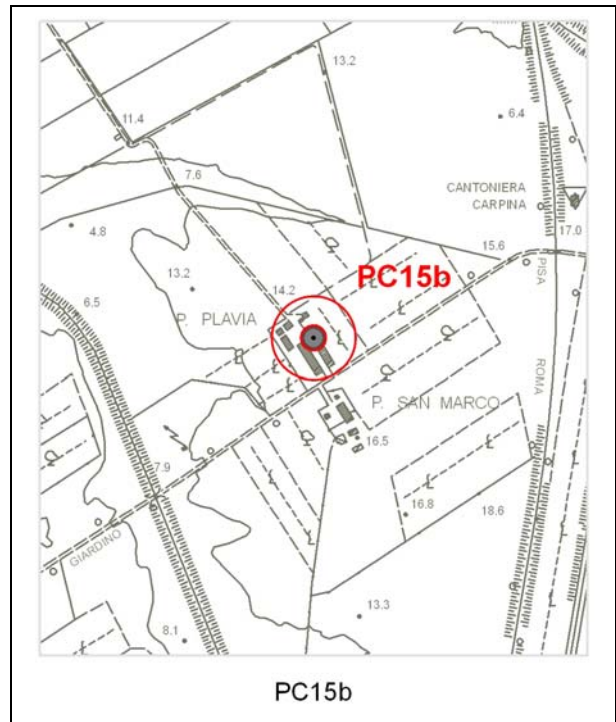 13.2
11.4
6.4
7.6
CANTONIERA
CARPINA
4.8
17.0
15.6
13.2
14.2
PC15b
PISA
6.5
P. PLAVIA
ROMA
P. SAN MARCO
16.5
7.9
16.8
18.6
GIARDINO
13.3
8.1
PC15b